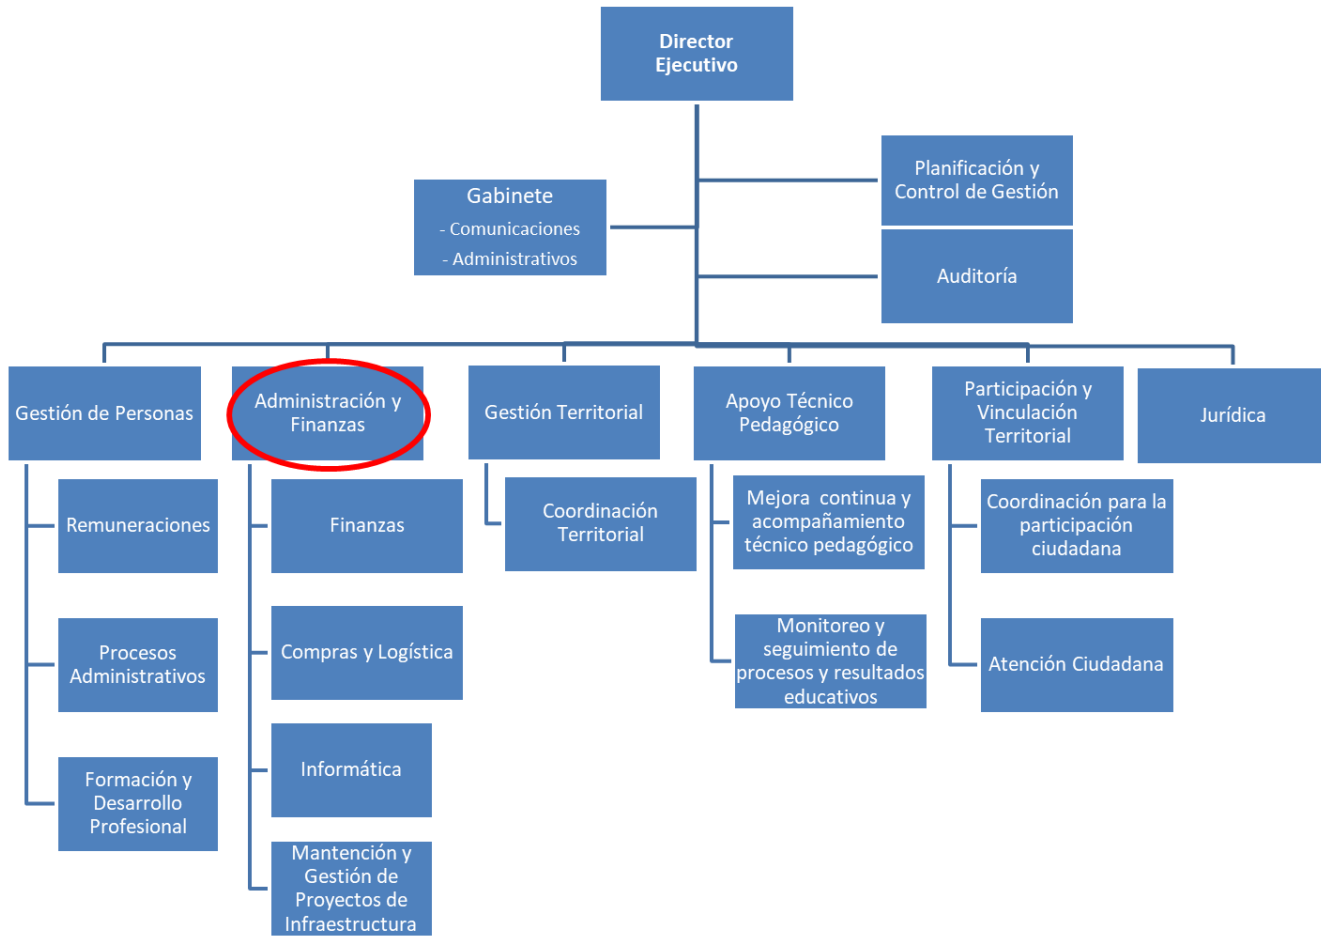 Director
Ejecutivo
Planificación y
Control de Gestión
Gabinete
- Comunicaciones
- Administrativos
Auditoría
Gestión de Personas
Administración y
Finanzas
Gestión Territorial
Apoyo Técnico
Pedagógico
Participación y
Vinculación
Territorial
Jurídica
Remuneraciones
Finanzas
Coordinación
Territorial
Mejora continua y
acompañamiento
técnico pedagógico
Coordinación para la
participación
ciudadana
Procesos
Administrativos
Compras y Logística
Monitoreo y
seguimiento de
procesos y resultados
educativos
Atención Ciudadana
Formación y
Desarrollo
Profesional
Informática
Mantención y
Gestión de
Proyectos de
Infraestructura